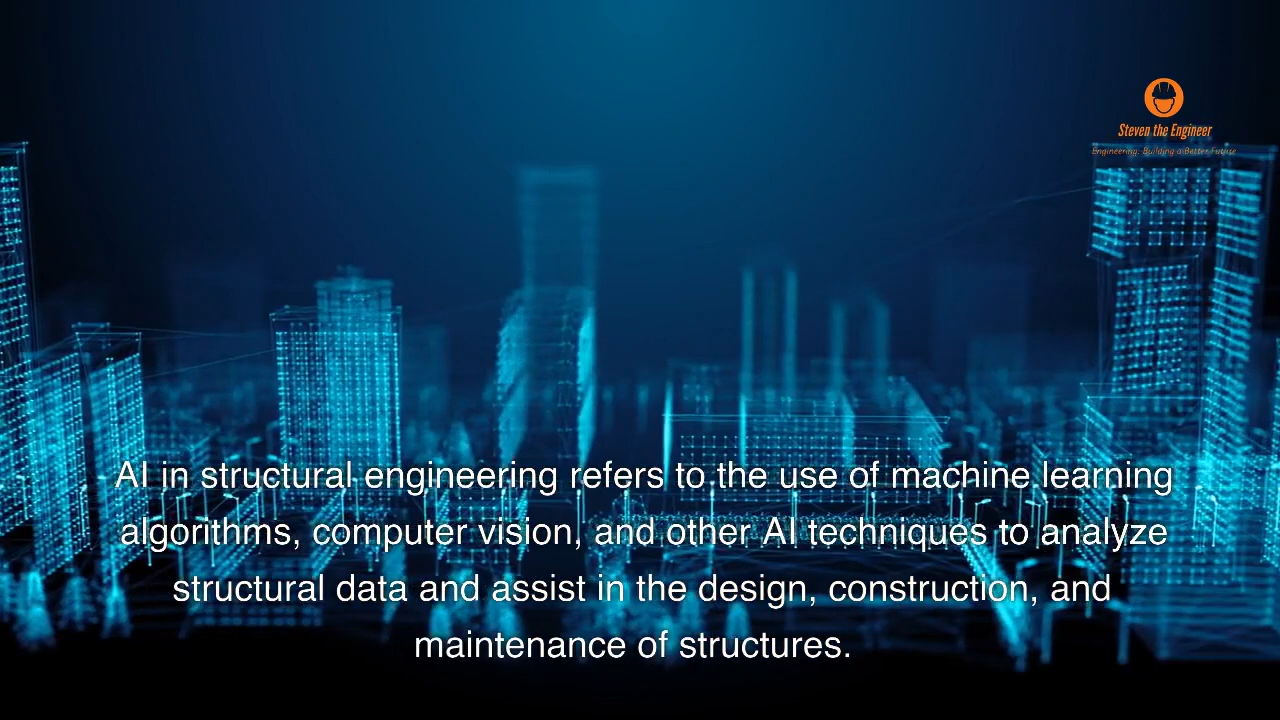 Steven the Engineer
Engineering: Building a Better Future
AI in structural engineering refers to the use of machine learning
algorithms, computer vision, and other AI techniques to analyze
structural data and assist in the design, construction, and
maintenance of structures.